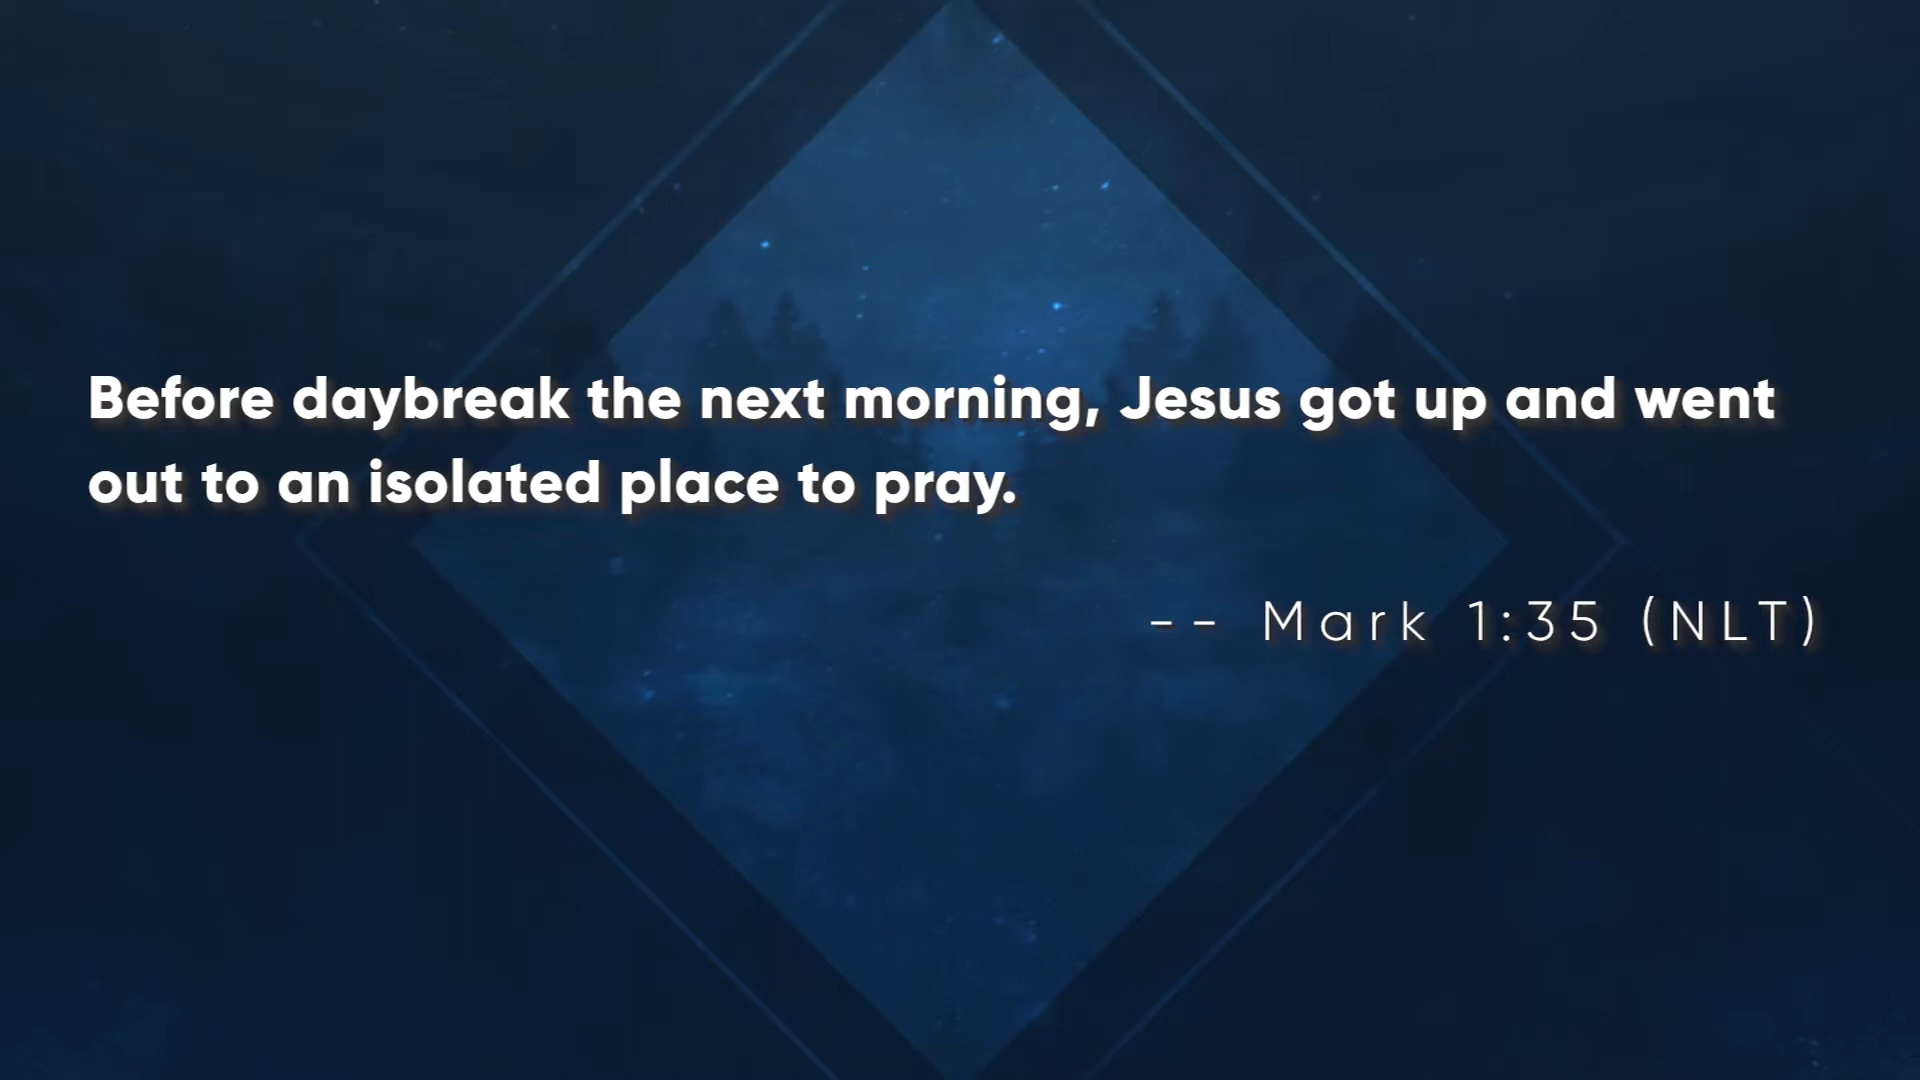 Before daybreak the next morning, Jesus got up and went
out to an isolated place to pray.
-- Mark 1:35 (NLT)